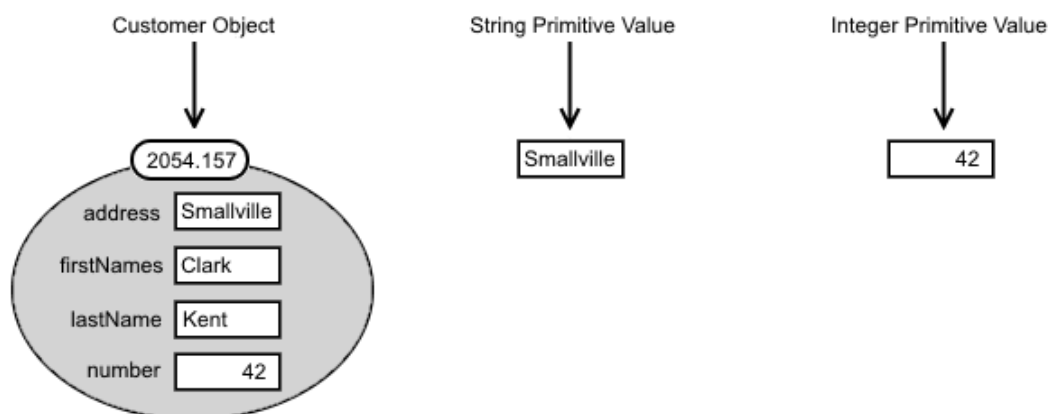 Customer Object
String Primitive Value
Integer Primitive Value
2054.157
Smallville
42
address Smallville
firstNames Clark
lastName Kent
number 42